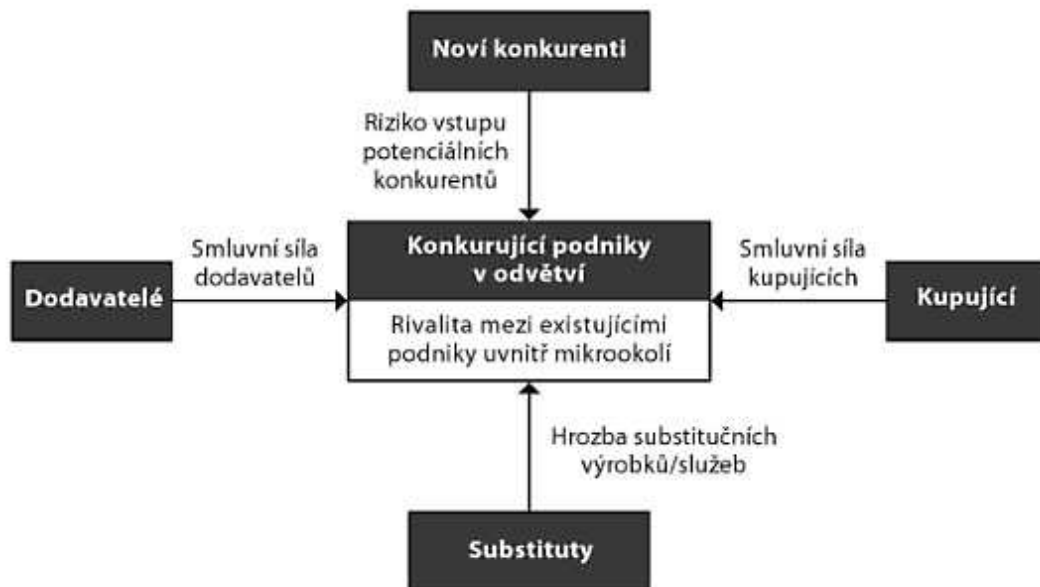 Noví konkurenti
Riziko vstupu
potenciálních
konkurentů
Smluvní síla
dodavatelů
Dodavatelé
Konkurující podniky
v odvětví
Rivalita mezi existujícími
podniky uvnitř mikrookolí
Smluvní síla
kupujících
Kupující
Hrozba substitučních
výrobků/služeb
Substituty